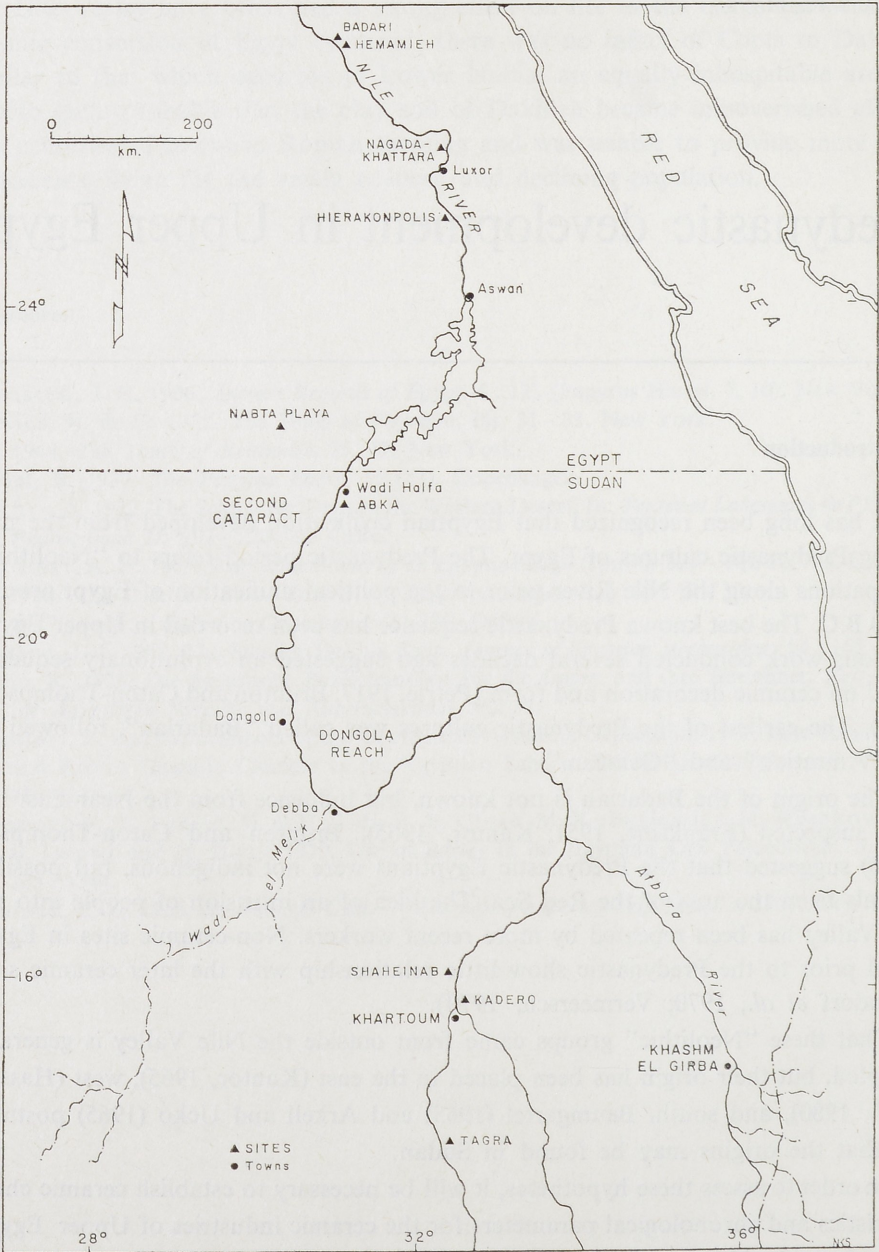 BADARI
HEMAMIEH
NILE
0 200
km.
RED
NAGADA-
KHATTARA
Luxor
RIVER
HIERAKONPOLIS
SEA
24°
Aswan
N
NABTA PLAYA
EGYPT
SUDAN
Wadi Halfa
SECOND
CATARACT
ABKA
20°
Dongola
DONGOLA
REACH
Debba
Wadi el Melik
Atbara River
16°
SHAHEINAB
KADERO
KHARTOUM
KHASHM
EL GIRBA
TAGRA
SITES
Towns
28° 32° 36°
NKS